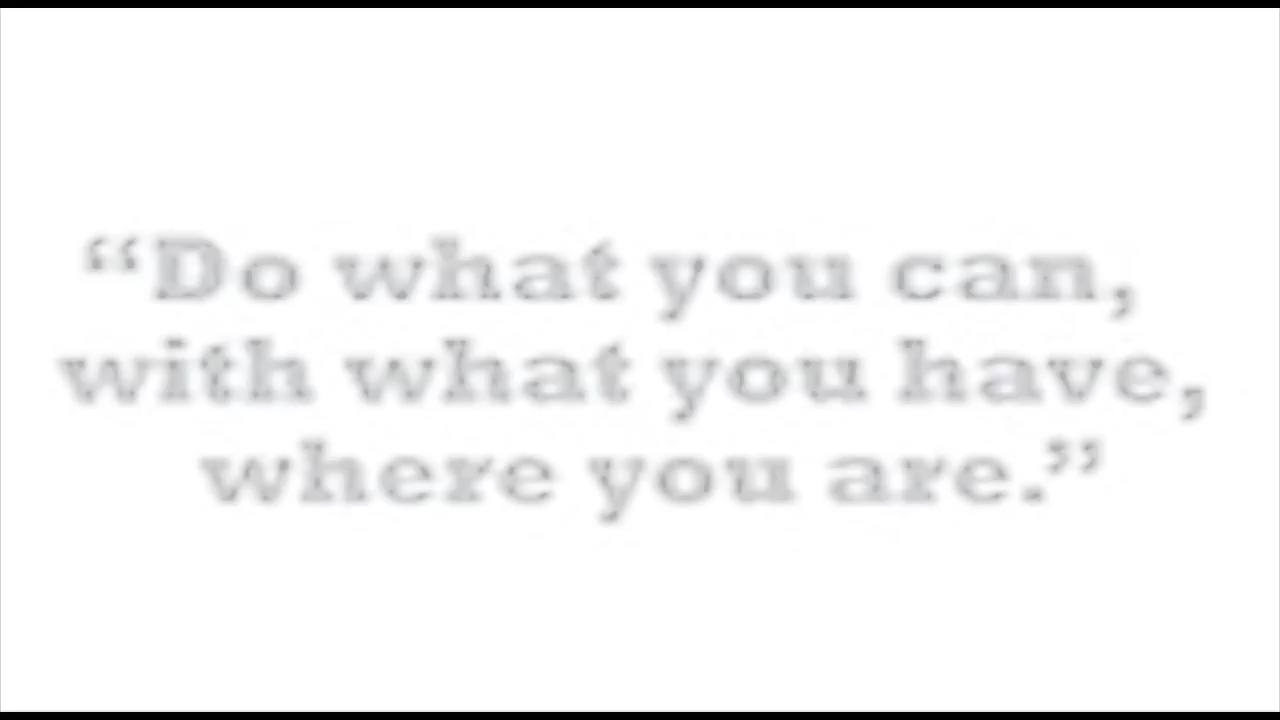 “Do what you can,
with what you have,
where you are.”